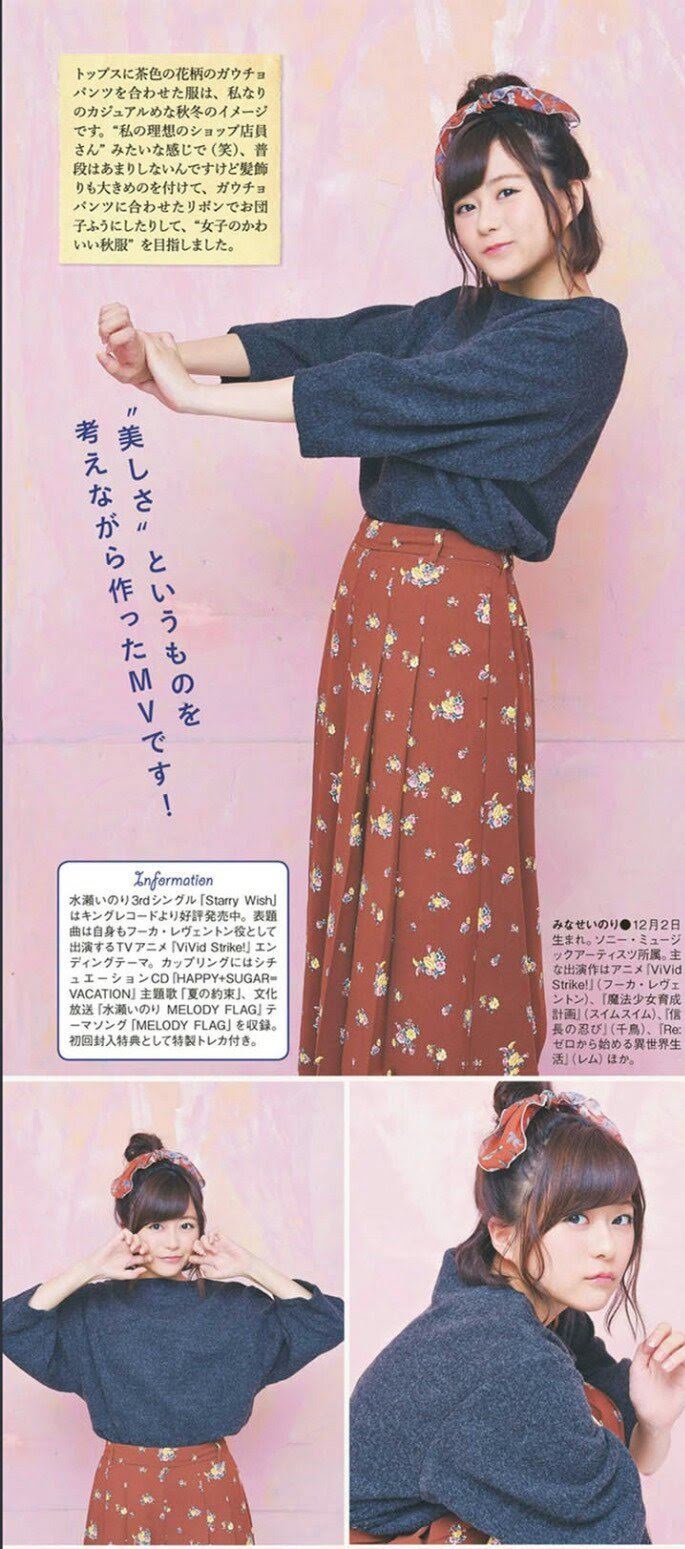 トップスに茶色の花柄のガウチョ
パンツを合わせた服は、私なり
のカジュアルめな秋冬のイメージ
です。“私の理想のショップ店員
さん”みたいな感じで(笑)、普
段はあまりしないんですけど髪飾
りも大きめのを付けて、ガウチョ
パンツに合わせたリボンでお団
子ふうにしたりして、“女子のかわ
いい秋服”を目指しました。
“美しさ”というものを
考えながら作ったMVです!
Information
水瀬いのり3rdシングル『Starry Wish』
はキングレコードより好評発売中。表題
曲は自身もフーカ・レヴェントン役として
出演するTVアニメ『ViVid Strike!』エン
ディングテーマ。カップリングにはシチ
ュエーションCD『HAPPY+SUGAR=
VACATION』主題歌「夏の約束」、文化
放送『水瀬いのり MELODY FLAG』テ
ーマソング「MELODY FLAG」を収録。
初回封入特典として特製トレカ付き。
みなせいのり●12月2日
生まれ。ソニー・ミュージ
ックアーティスツ所属。主
な出演作はアニメ『ViVid
Strike!』(フーカ・レヴェ
ントン)、『魔法少女育成
計画』(スイムスイム)、『信
長の忍び』(千鳥)、『Re:
ゼロから始める異世界生
活』(レム)ほか。